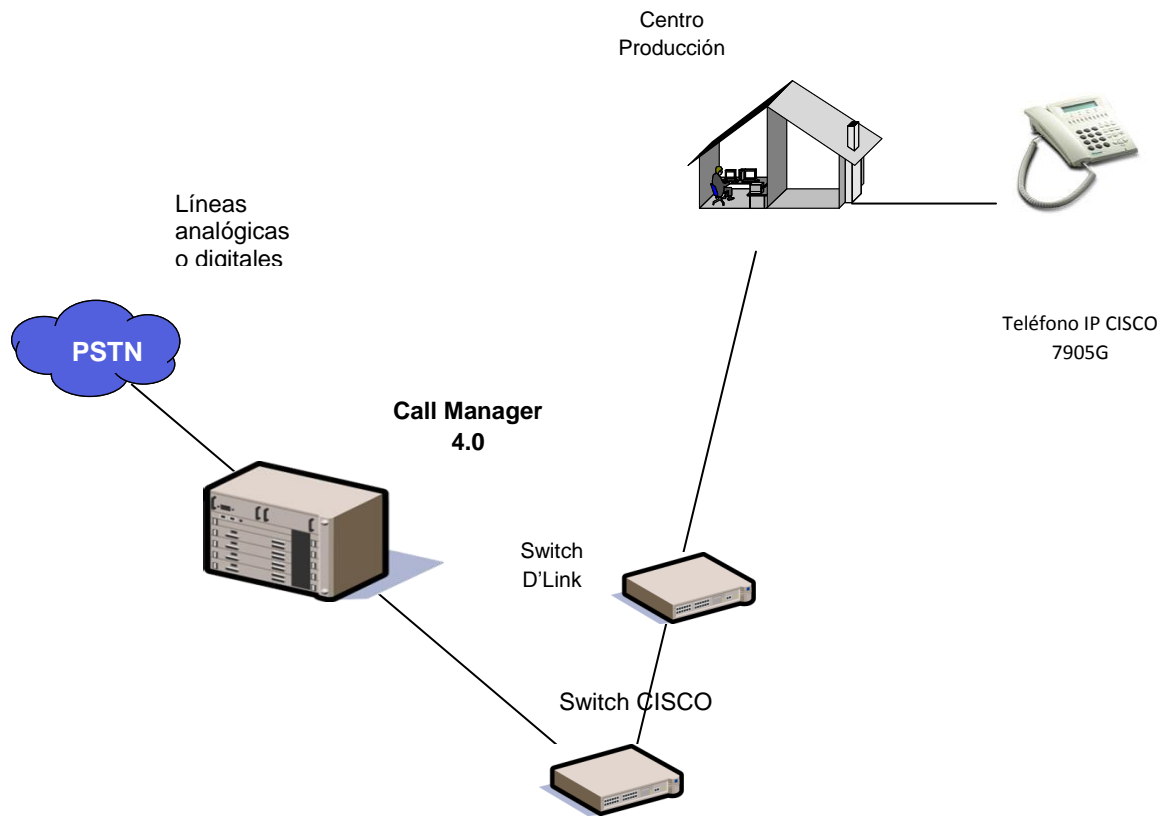 Centro
Producción
Líneas
analógicas
o digitales
PSTN
Teléfono IP CISCO
7905G
Call Manager
4.0
Switch
D'Link
Switch CISCO